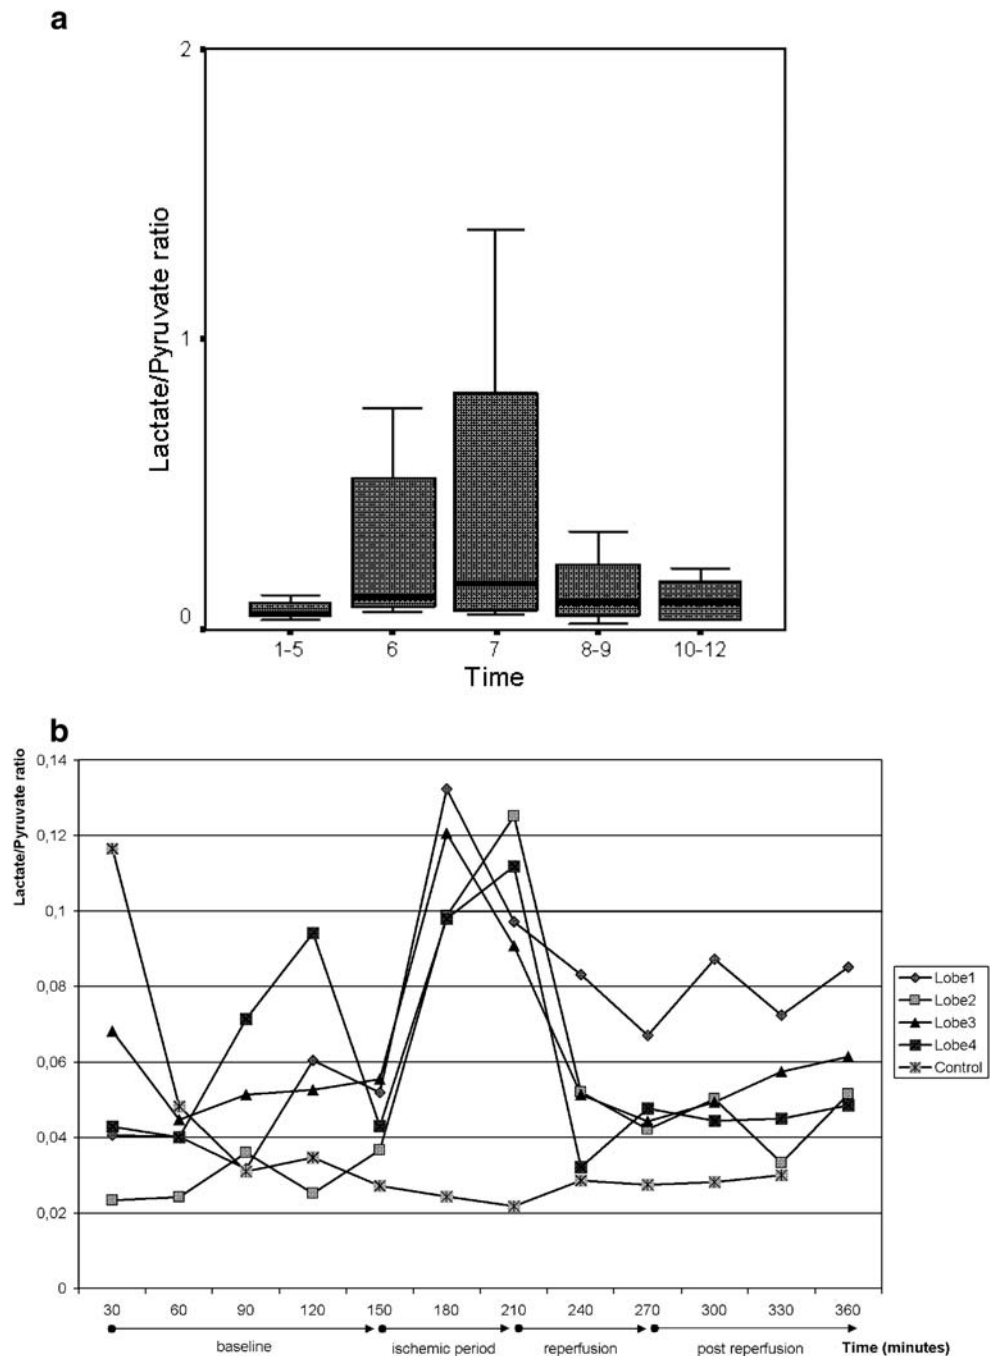 a
2
Lactate/Pyruvate ratio
1
0
1-5 6 7 8-9 10-12
Time
b
Lactate/Pyruvate ratio
0,14
0,12
0,1
0,08
0,06
0,04
0,02
0
Lobe1
Lobe2
Lobe3
Lobe4
Control
30 60 90 120 150 180 210 240 270 300 330 360
baseline ischemic period reperfusion post reperfusion Time (minutes)